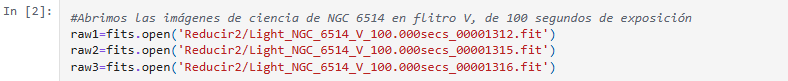 In [2]:
#Abrimos las imágenes de ciencia de NGC 6514 en flitro V, de 100 segundos de exposición
raw1=fits.open('Reducir2/Light_NGC_6514_V_100.000secs_00001312.fit')
raw2=fits.open('Reducir2/Light_NGC_6514_V_100.000secs_00001315.fit')
raw3=fits.open('Reducir2/Light_NGC_6514_V_100.000secs_00001316.fit')